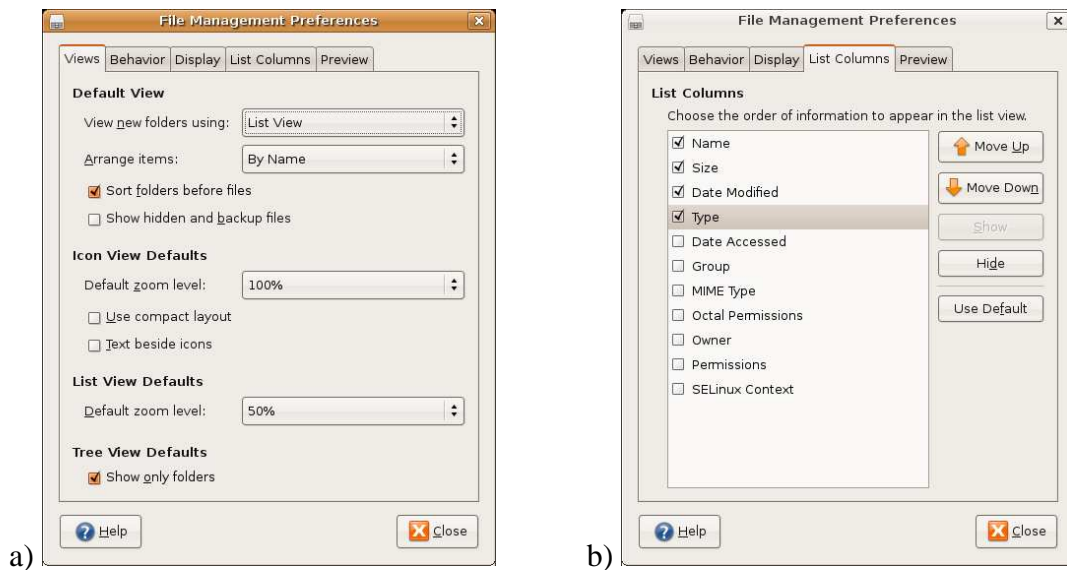 File Management Preferences
Views Behavior Display List Columns Preview
Default View
View new folders using: List View
Arrange items: By Name
Sort folders before files
Show hidden and backup files
Icon View Defaults
Default zoom level: 100%
Use compact layout
Text beside icons
List View Defaults
Default zoom level: 50%
Tree View Defaults
Show only folders
Help Close
a)
File Management Preferences
Views Behavior Display List Columns Preview
List Columns
Choose the order of information to appear in the list view.
Name
Size
Date Modified
Type
Date Accessed
Group
MIME Type
Octal Permissions
Owner
Permissions
SELinux Context
Move Up
Move Down
Show
Hide
Use Default
Help Close
b)